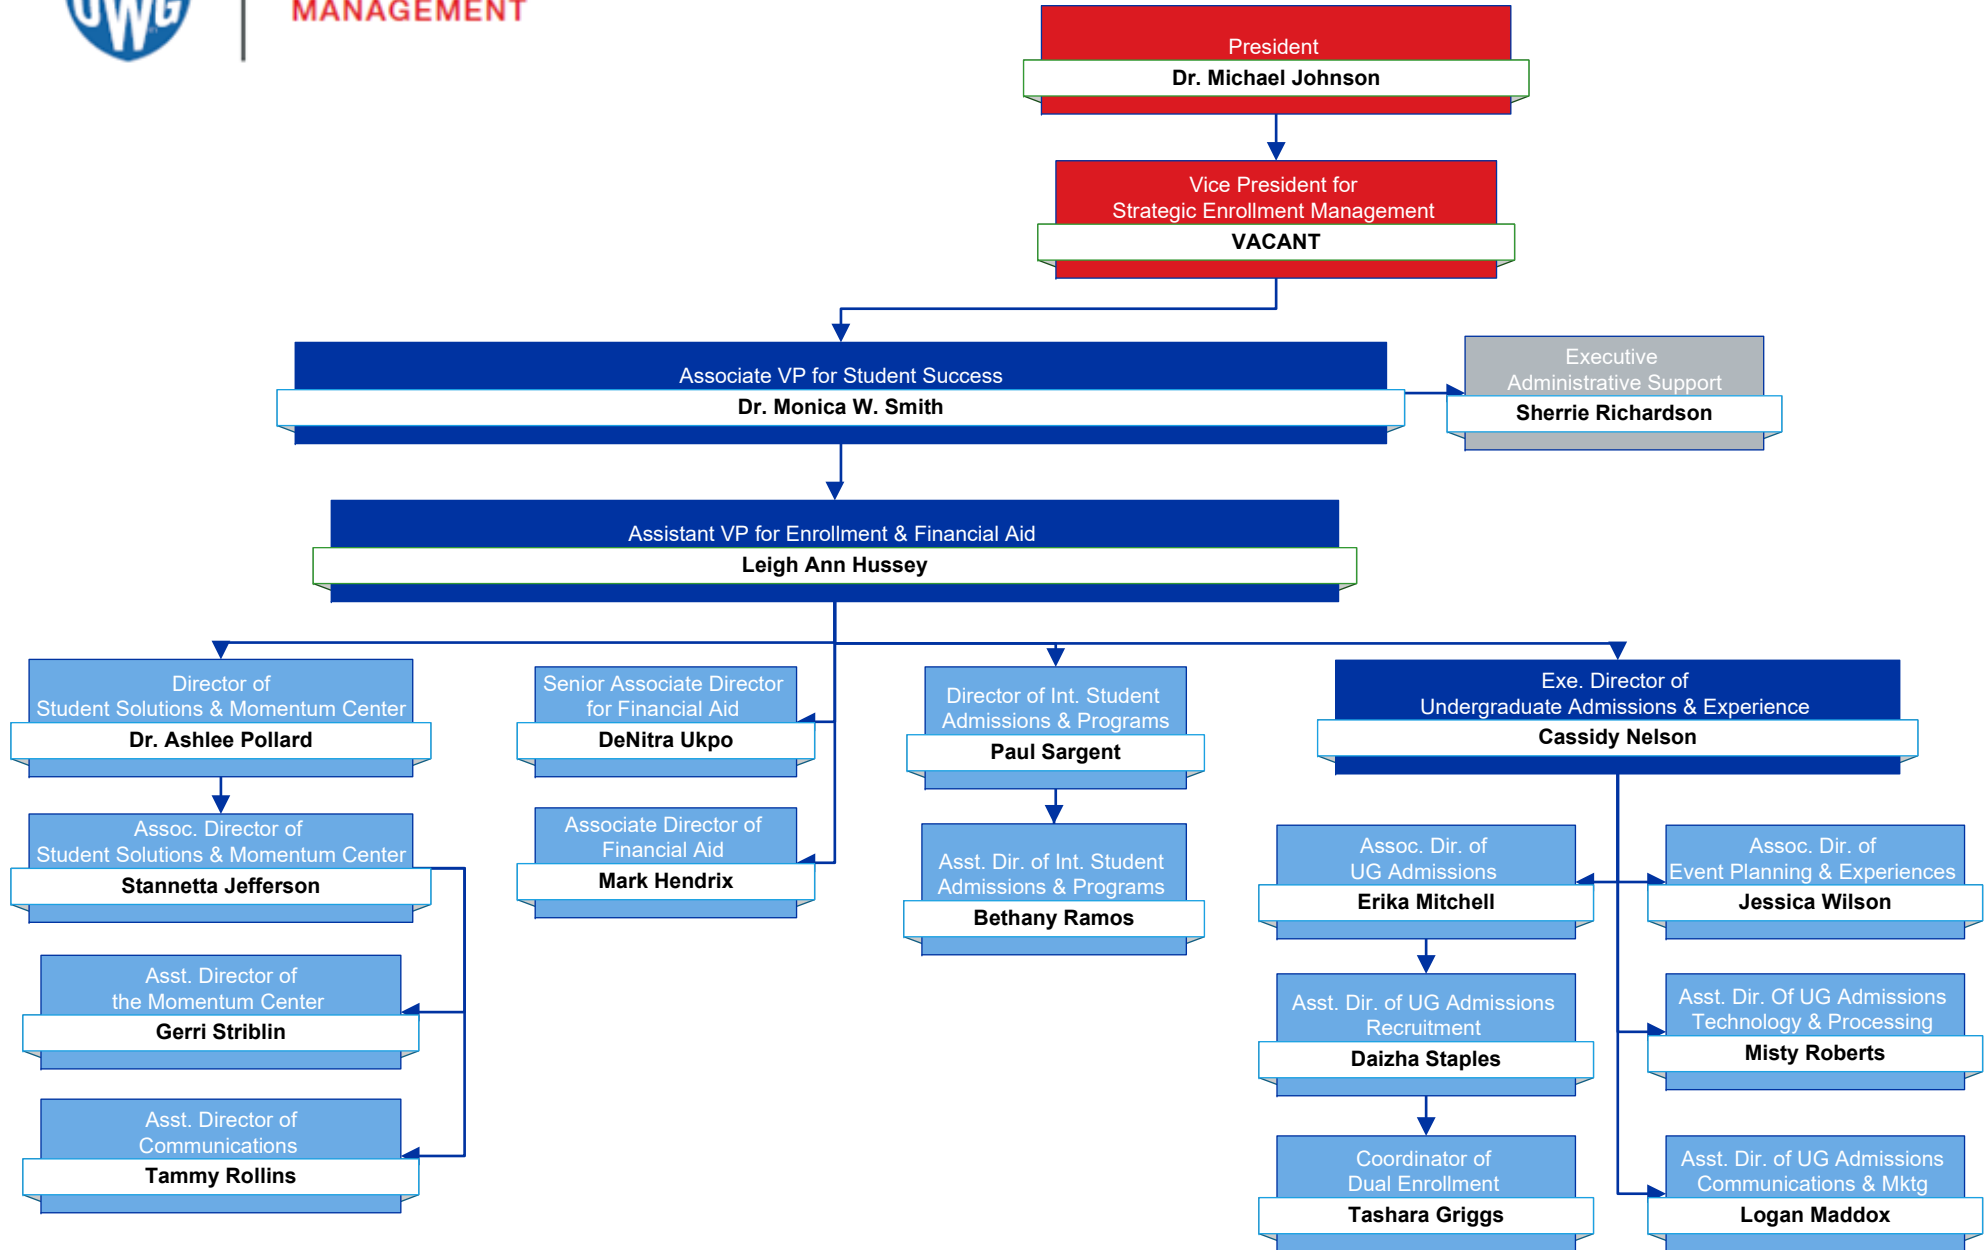 UWG
MANAGEMENT
President
Dr. Michael Johnson
Vice President for
Strategic Enrollment Management
VACANT
Associate VP for Student Success
Dr. Monica W. Smith
Executive
Administrative Support
Sherrie Richardson
Assistant VP for Enrollment & Financial Aid
Leigh Ann Hussey
Director of
Student Solutions & Momentum Center
Dr. Ashlee Pollard
Senior Associate Director
for Financial Aid
DeNitra Ukpo
Director of Int. Student
Admissions & Programs
Paul Sargent
Exe. Director of
Undergraduate Admissions & Experience
Cassidy Nelson
Assoc. Director of
Student Solutions & Momentum Center
Stannetta Jefferson
Associate Director of
Financial Aid
Mark Hendrix
Asst. Dir. of Int. Student
Admissions & Programs
Bethany Ramos
Assoc. Dir. of
UG Admissions
Erika Mitchell
Assoc. Dir. of
Event Planning & Experiences
Jessica Wilson
Asst. Director of
the Momentum Center
Gerri Striblin
Asst. Dir. of UG Admissions
Recruitment
Daizha Staples
Asst. Dir. Of UG Admissions
Technology & Processing
Misty Roberts
Asst. Director of
Communications
Tammy Rollins
Coordinator of
Dual Enrollment
Tashara Griggs
Asst. Dir. of UG Admissions
Communications & Mktg
Logan Maddox